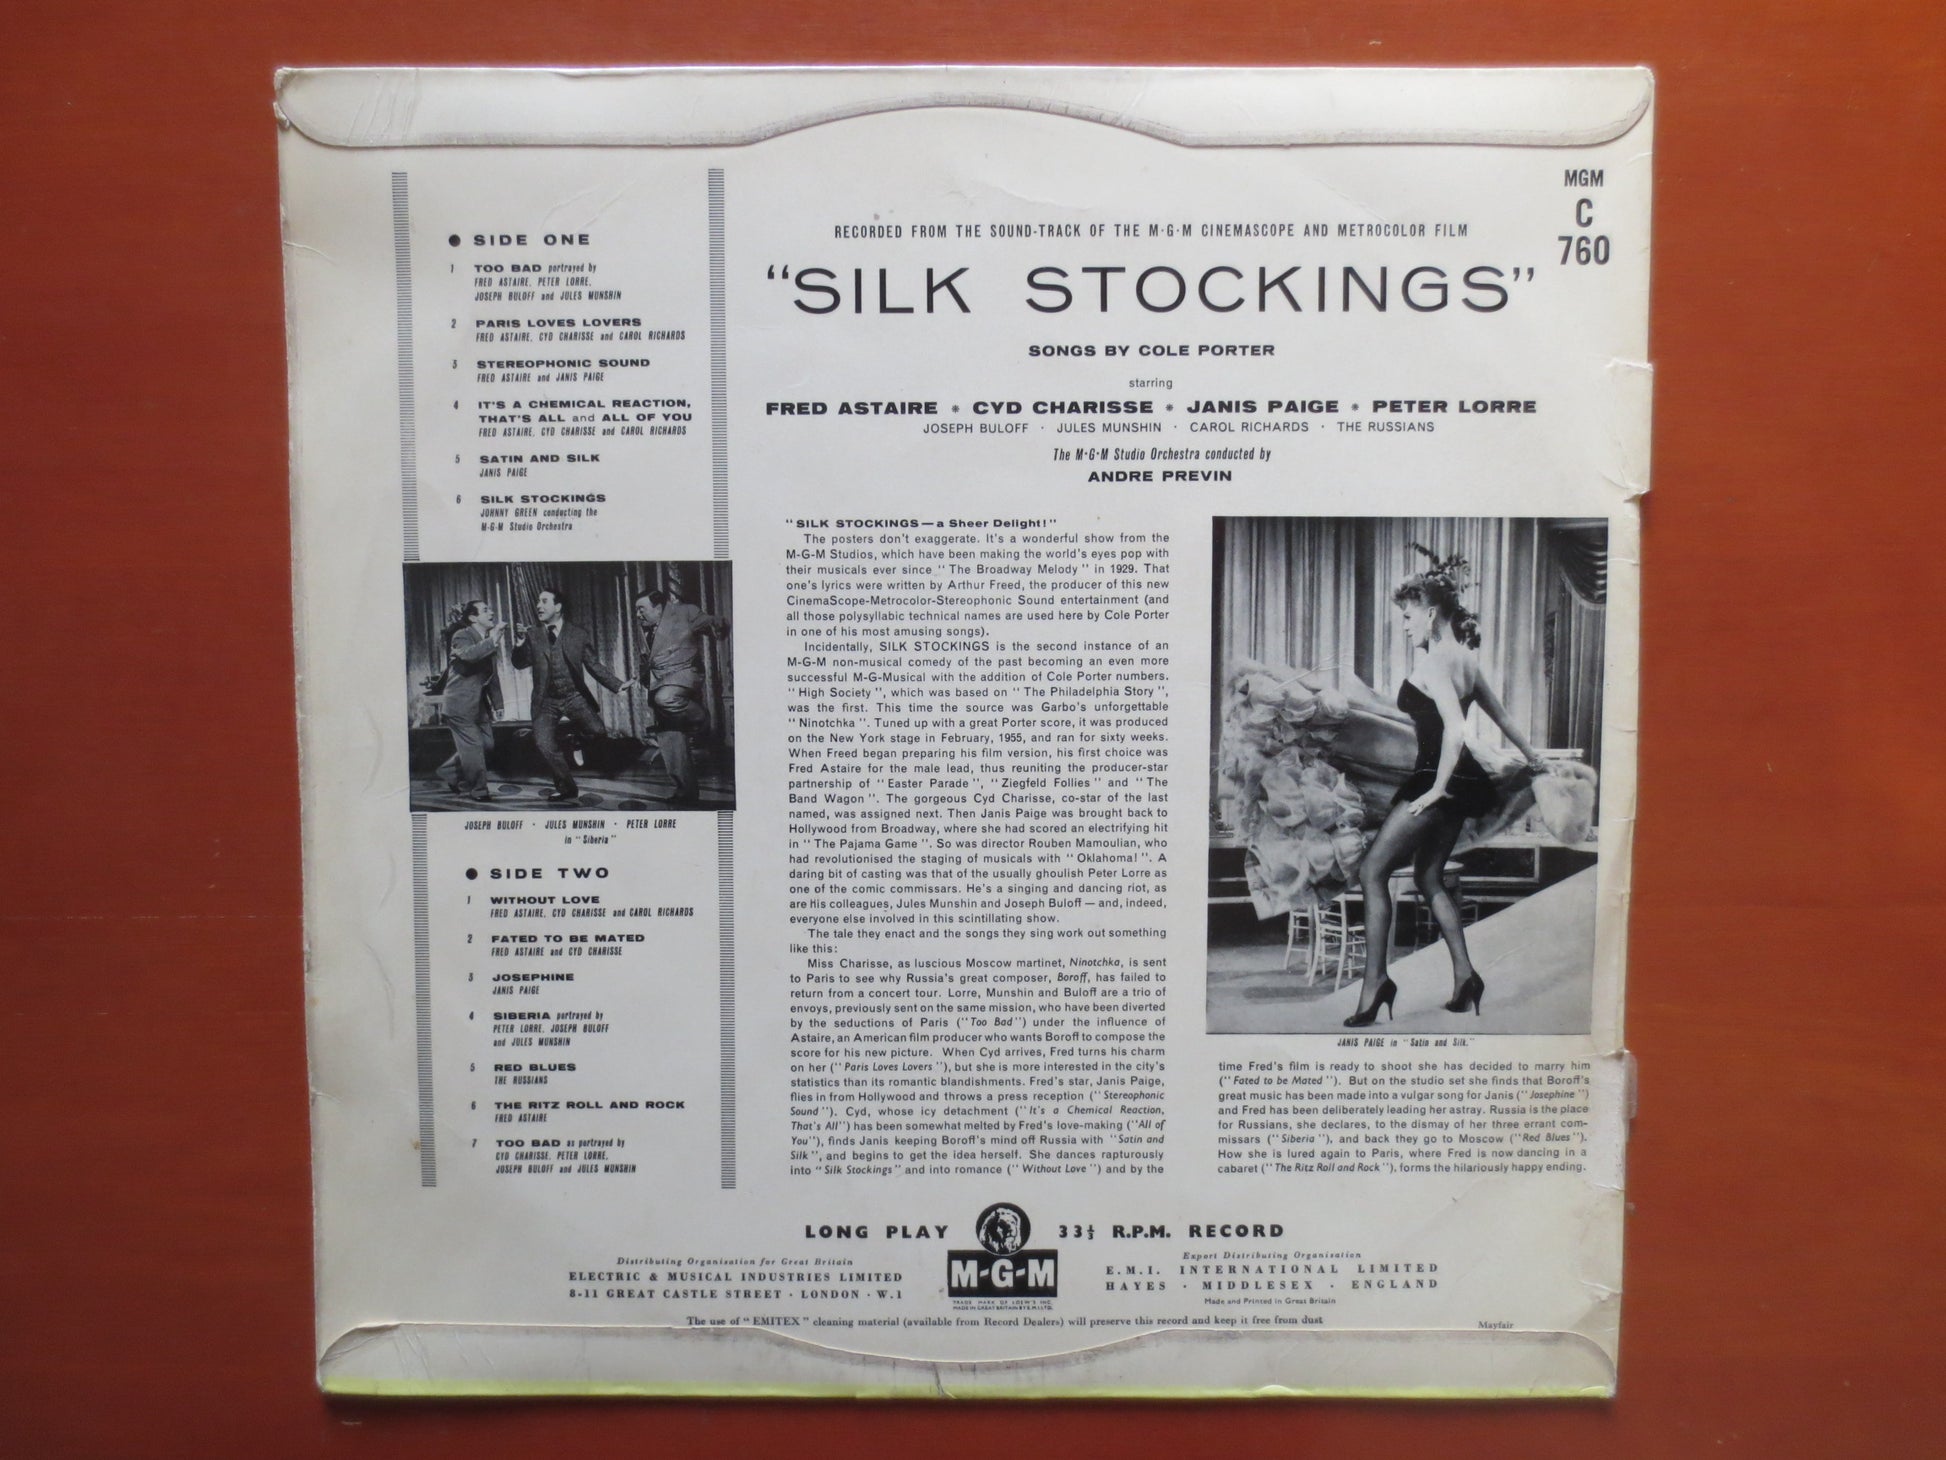 MGM
C
760
RECORDED FROM THE SOUND-TRACK OF THE M·G·M CINEMASCOPE AND METROCOLOR FILM
"SILK STOCKINGS"
SONGS BY COLE PORTER
starring
FRED ASTAIRE * CYD CHARISSE * JANIS PAIGE * PETER LORRE
JOSEPH BULOFF · JULES MUNSHIN · CAROL RICHARDS · THE RUSSIANS
The M·G·M Studio Orchestra conducted by
ANDRE PREVIN
● SIDE ONE
1 TOO BAD portrayed by
FRED ASTAIRE, PETER LORRE,
JOSEPH BULOFF and JULES MUNSHIN
2 PARIS LOVES LOVERS
FRED ASTAIRE, CYD CHARISSE and CAROL RICHARDS
3 STEREOPHONIC SOUND
FRED ASTAIRE and JANIS PAIGE
4 IT'S A CHEMICAL REACTION,
THAT'S ALL and ALL OF YOU
FRED ASTAIRE, CYD CHARISSE and CAROL RICHARDS
5 SATIN AND SILK
JANIS PAIGE
6 SILK STOCKINGS
JOHNNY GREEN conducting the
M-G-M Studio Orchestra
JOSEPH BULOFF · JULES MUNSHIN · PETER LORRE
in "Siberia"
● SIDE TWO
1 WITHOUT LOVE
FRED ASTAIRE, CYD CHARISSE and CAROL RICHARDS
2 FATED TO BE MATED
FRED ASTAIRE and CYD CHARISSE
3 JOSEPHINE
JANIS PAIGE
4 SIBERIA portrayed by
PETER LORRE, JOSEPH BULOFF
and JULES MUNSHIN
5 RED BLUES
THE RUSSIANS
6 THE RITZ ROLL AND ROCK
FRED ASTAIRE
7 TOO BAD as portrayed by
CYD CHARISSE, PETER LORRE,
JOSEPH BULOFF and JULES MUNSHIN
"SILK STOCKINGS—a Sheer Delight!"
The posters don't exaggerate. It's a wonderful show from the
M-G-M Studios, which have been making the world's eyes pop with
their musicals ever since "The Broadway Melody" in 1929. That
one's lyrics were written by Arthur Freed, the producer of this new
CinemaScope-Metrocolor-Stereophonic Sound entertainment (and
all those polysyllabic technical names are used here by Cole Porter
in one of his most amusing songs).
Incidentally, SILK STOCKINGS is the second instance of an
M-G-M non-musical comedy of the past becoming an even more
successful M-G-Musical with the addition of Cole Porter numbers.
"High Society", which was based on "The Philadelphia Story",
was the first. This time the source was Garbo's unforgettable
"Ninotchka". Tuned up with a great Porter score, it was produced
on the New York stage in February, 1955, and ran for sixty weeks.
When Freed began preparing his film version, his first choice was
Fred Astaire for the male lead, thus reuniting the producer-star
partnership of "Easter Parade", "Ziegfeld Follies" and "The
Band Wagon". The gorgeous Cyd Charisse, co-star of the last
named, was assigned next. Then Janis Paige was brought back to
Hollywood from Broadway, where she had scored an electrifying hit
in "The Pajama Game". So was director Rouben Mamoulian, who
had revolutionised the staging of musicals with "Oklahoma!". A
daring bit of casting was that of the usually ghoulish Peter Lorre as
one of the comic commissars. He's a singing and dancing riot, as
are his colleagues, Jules Munshin and Joseph Buloff — and, indeed,
everyone else involved in this scintillating show.
The tale they enact and the songs they sing work out something
like this:
Miss Charisse, as luscious Moscow martinet, Ninotchka, is sent
to Paris to see why Russia's great composer, Boroff, has failed to
return from a concert tour. Lorre, Munshin and Buloff are a trio of
envoys, previously sent on the same mission, who have been diverted
by the seductions of Paris ("Too Bad") under the influence of
Astaire, an American film producer who wants Boroff to compose the
score for his new picture. When Cyd arrives, Fred turns his charm
on her ("Paris Loves Lovers"), but she is more interested in the city's
statistics than its romantic blandishments. Fred's star, Janis Paige,
flies in from Hollywood and throws a press reception ("Stereophonic
Sound"). Cyd, whose icy detachment ("It's a Chemical Reaction,
That's All") has been somewhat melted by Fred's love-making ("All of
You"), finds Janis keeping Boroff's mind off Russia with "Satin and
Silk", and begins to get the idea herself. She dances rapturously
into "Silk Stockings" and into romance ("Without Love") and by the
JANIS PAIGE in "Satin and Silk."
time Fred's film is ready to shoot she has decided to marry him
("Fated to be Mated"). But on the studio set she finds that Boroff's
great music has been made into a vulgar song for Janis ("Josephine")
and Fred has been deliberately leading her astray. Russia is the place
for Russians, she declares, to the dismay of her three errant com-
missars ("Siberia"), and back they go to Moscow ("Red Blues").
How she is lured again to Paris, where Fred is now dancing in a
cabaret ("The Ritz Roll and Rock"), forms the hilariously happy ending.
LONG PLAY 33⅓ R.P.M. RECORD
Distributing Organisation for Great Britain
ELECTRIC & MUSICAL INDUSTRIES LIMITED
8-11 GREAT CASTLE STREET · LONDON · W.1
M-G-M
TRADE MARK OF LOEW'S INC.
MADE IN GREAT BRITAIN BY E.M.I. LTD.
Export Distributing Organisation
E.M.I. INTERNATIONAL LIMITED
HAYES · MIDDLESEX · ENGLAND
Made and Printed in Great Britain
The use of "EMITEX" cleaning material (available from Record Dealers) will preserve this record and keep it free from dust
Mayfair